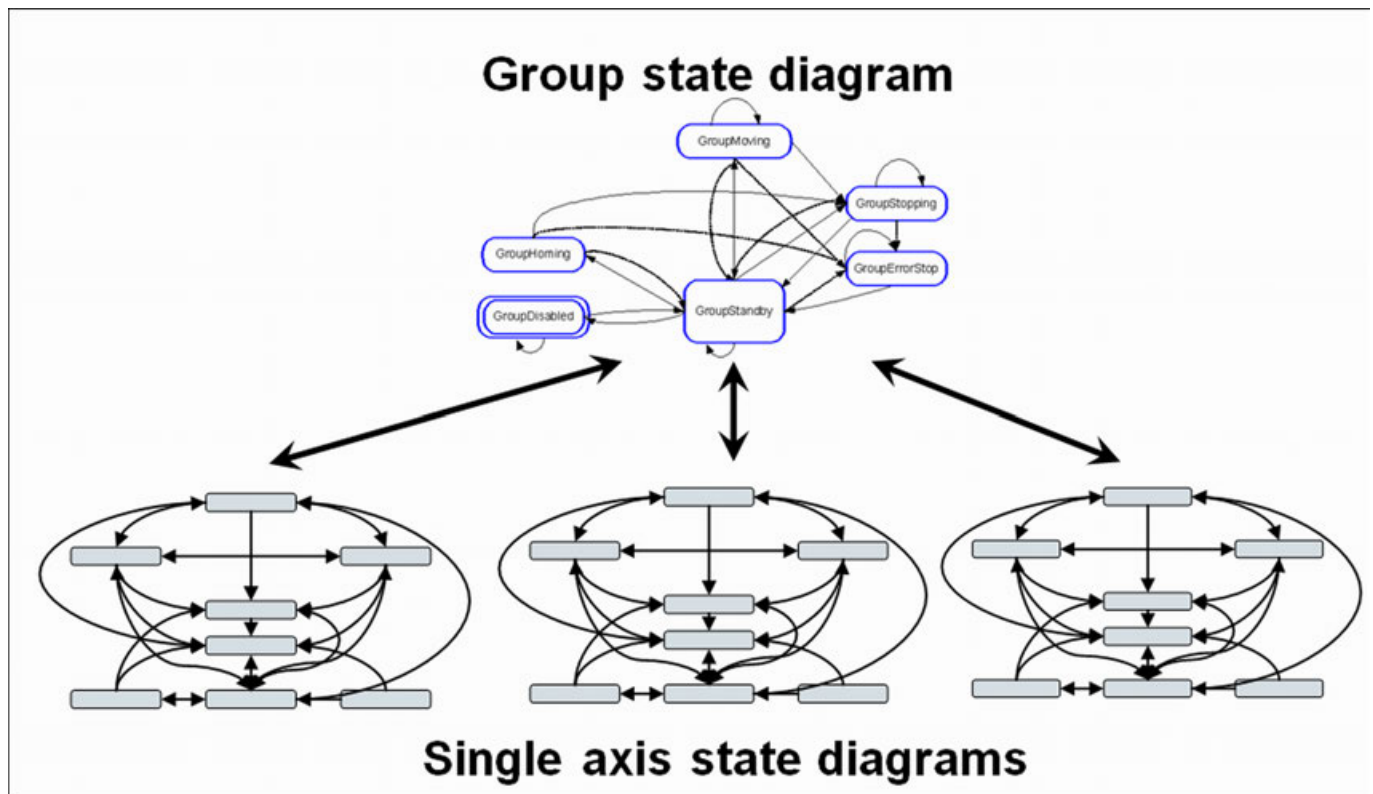 Group state diagram
GroupMoving
GroupStopping
GroupHoming
GroupErrorStop
GroupDisabled
GroupStandby
Single axis state diagrams